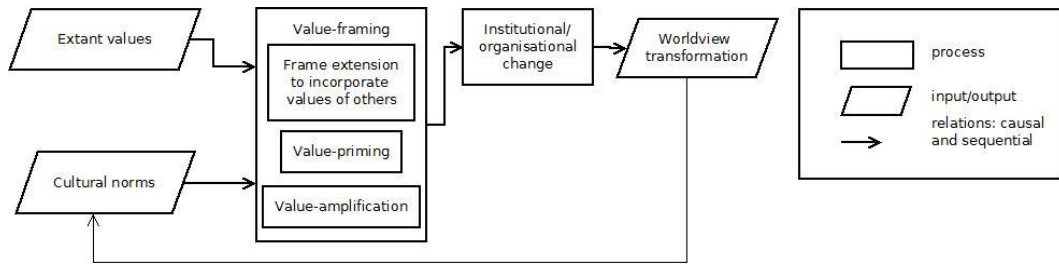 Extant values
Cultural norms
Value-framing
Frame extension
to incorporate
values of others
Value-priming
Value-amplification
Institutional/
organisational
change
Worldview
transformation
process
input/output
relations: causal
and sequential